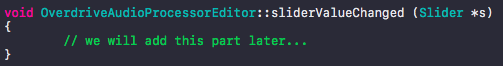 void OverdriveAudioProcessorEditor::sliderValueChanged (Slider *s)
{
        // we will add this part later...
}